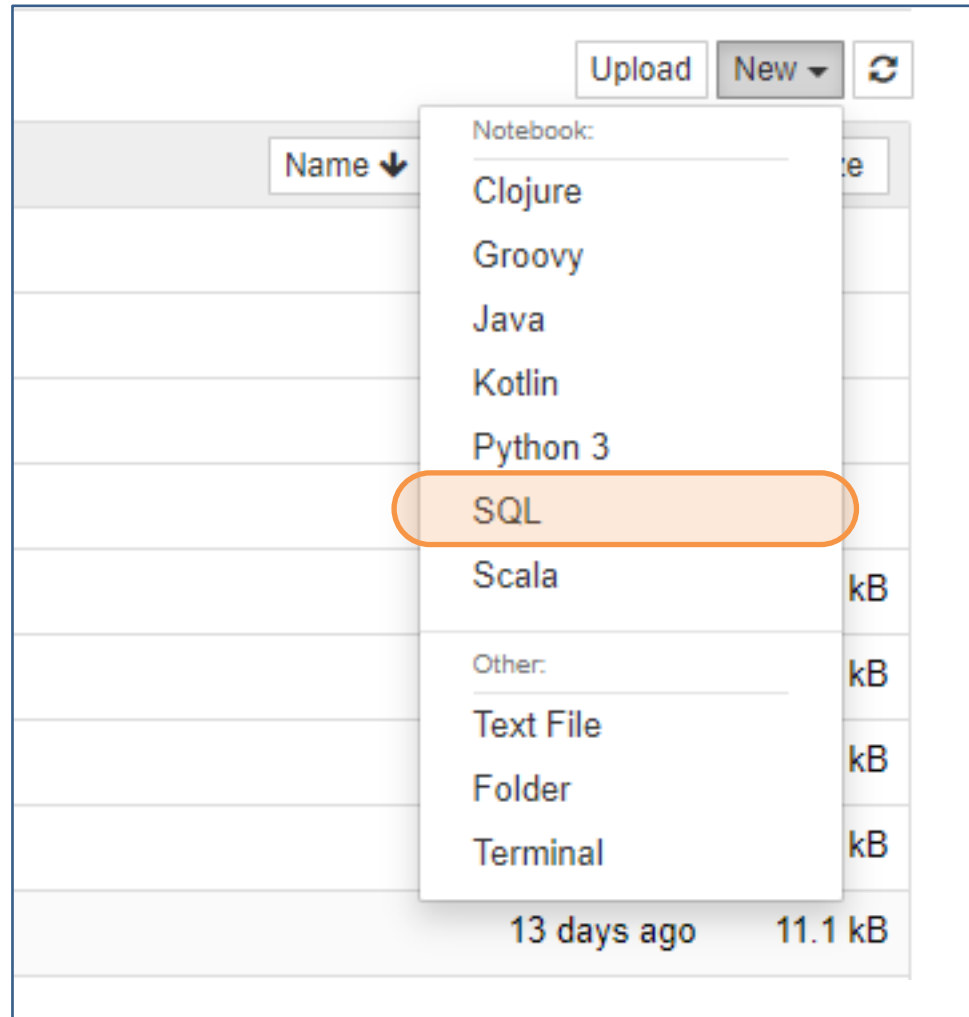 Upload New
Notebook:
Name
Clojure
Groovy
Java
Kotlin
Python 3
SQL
Scala
kB
Other:
kB
Text File
kB
Folder
kB
Terminal
13 days ago 11.1 kB